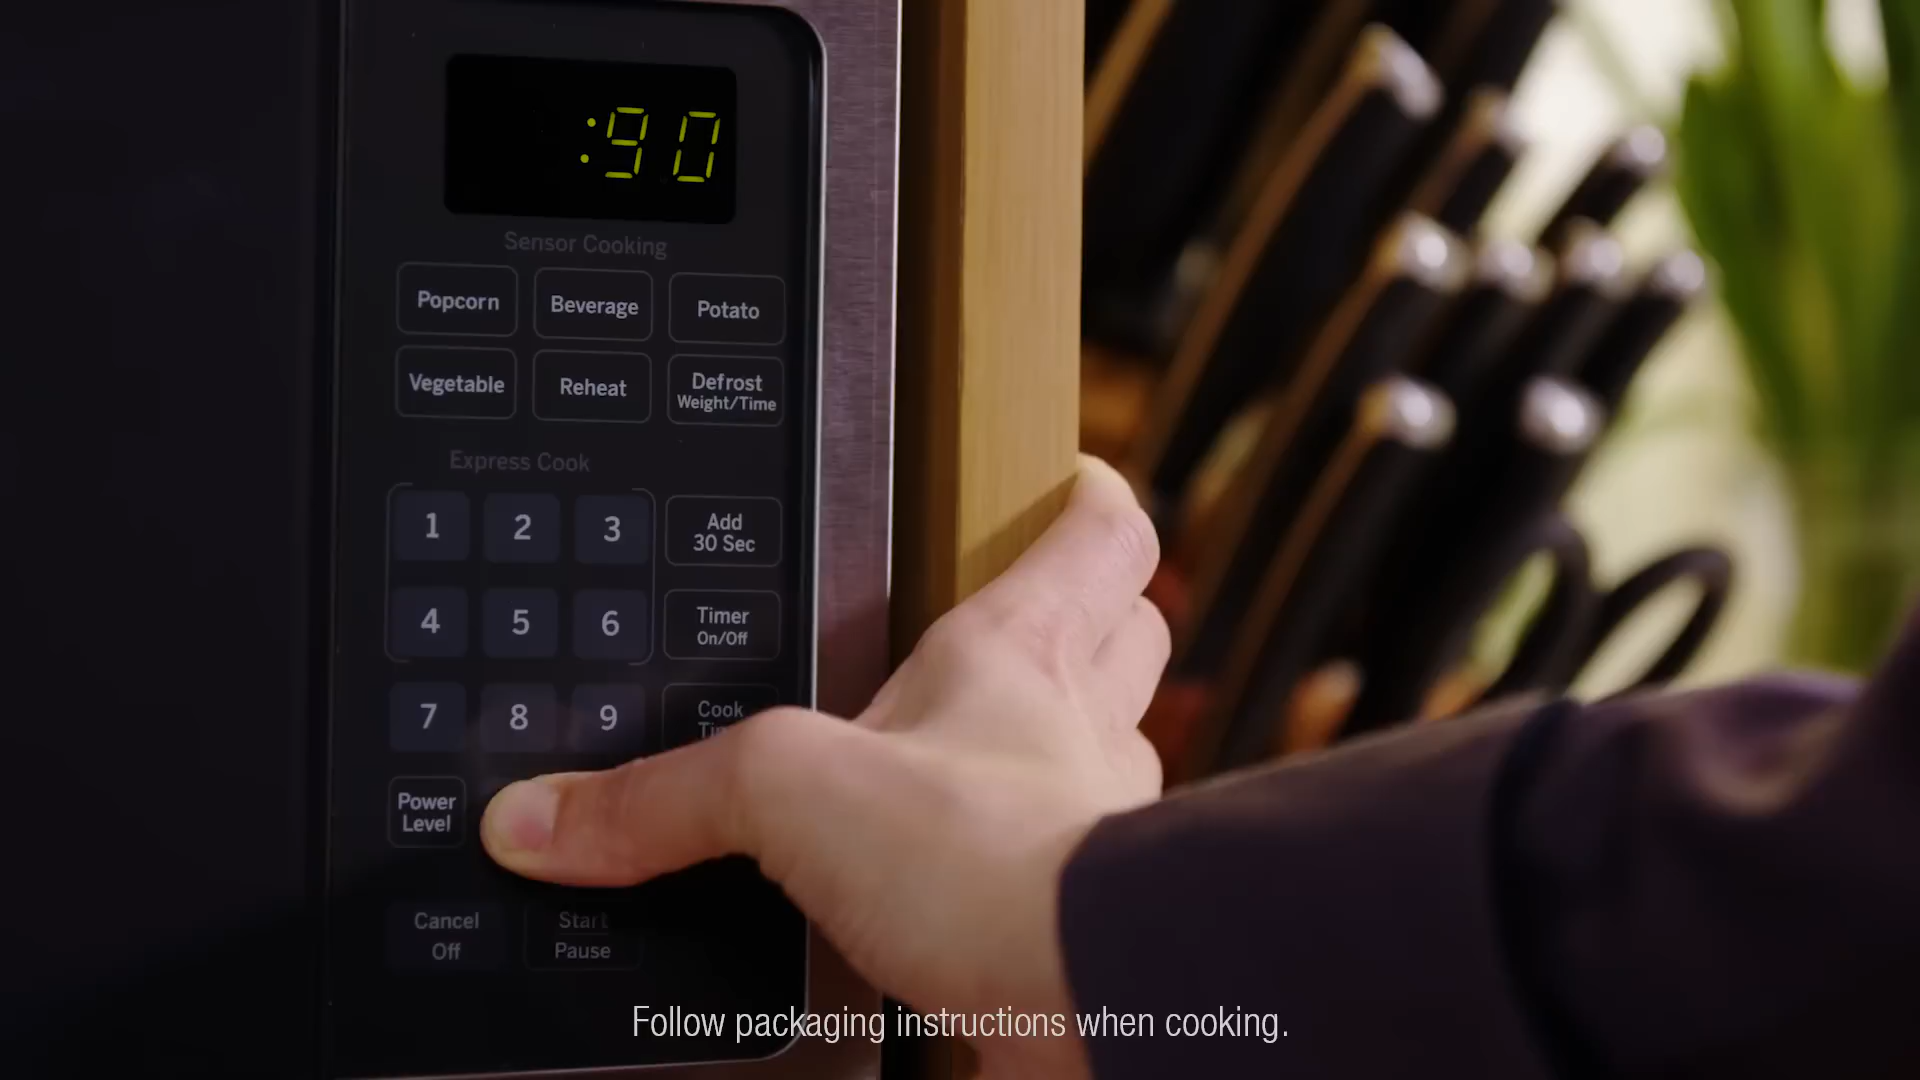 :90
Sensor Cooking
Popcorn
Beverage
Potato
Vegetable
Reheat
Defrost
Weight/Time
Express Cook
1
2
3
Add
30 Sec
4
5
6
Timer
On/Off
7
8
9
Cook
Power
Level
Cancel
Off
Start
Pause
Follow packaging instructions when cooking.